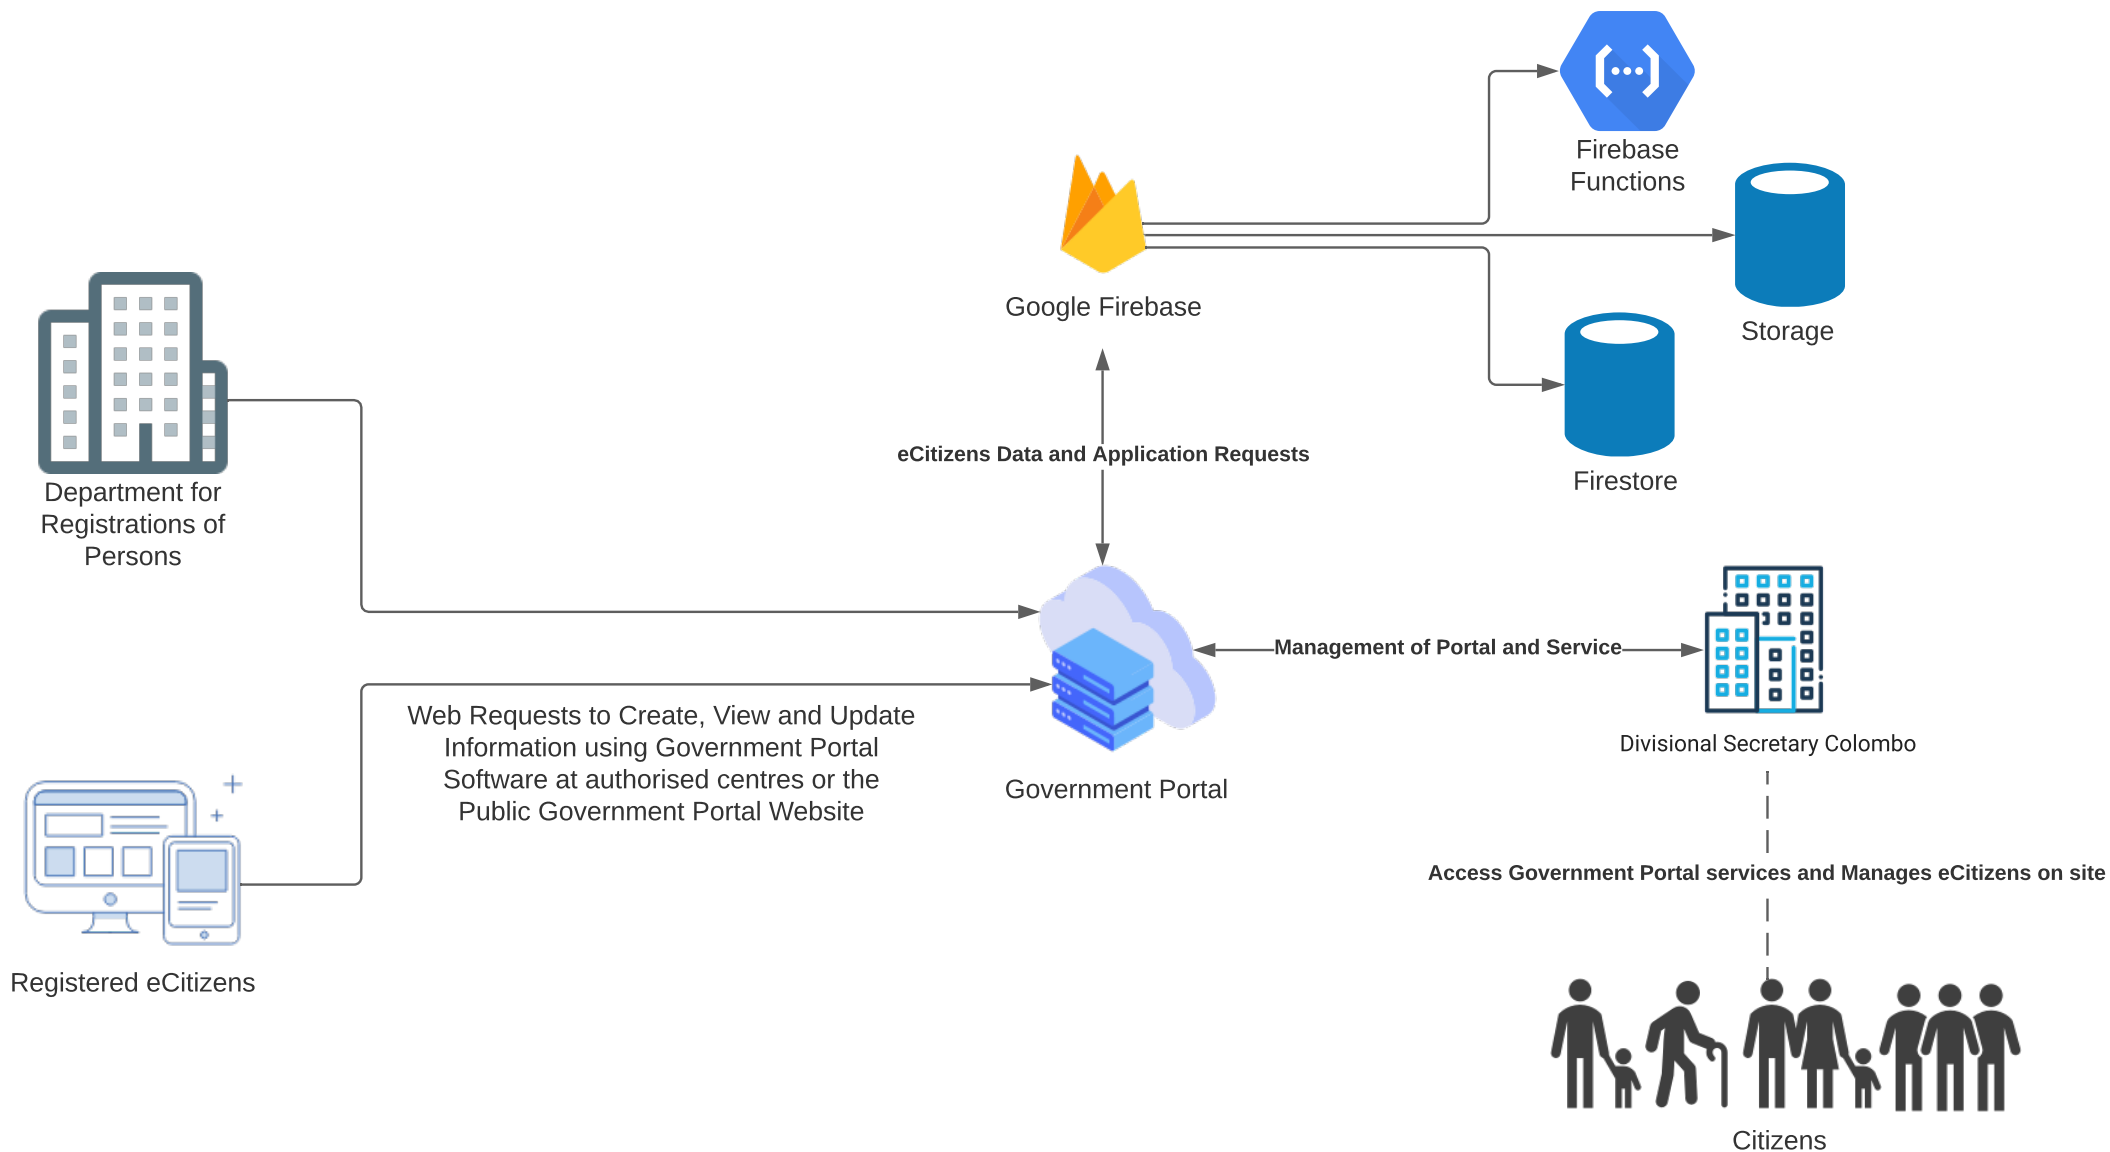 Firebase
Functions
Storage
Google Firebase
Firestore
Department for
Registrations of
Persons
eCitizens Data and Application Requests
Management of Portal and Service
Divisional Secretary Colombo
Web Requests to Create, View and Update
Information using Government Portal
Software at authorised centres or the
Public Government Portal Website
Government Portal
Access Government Portal services and Manages eCitizens on site
Registered eCitizens
Citizens